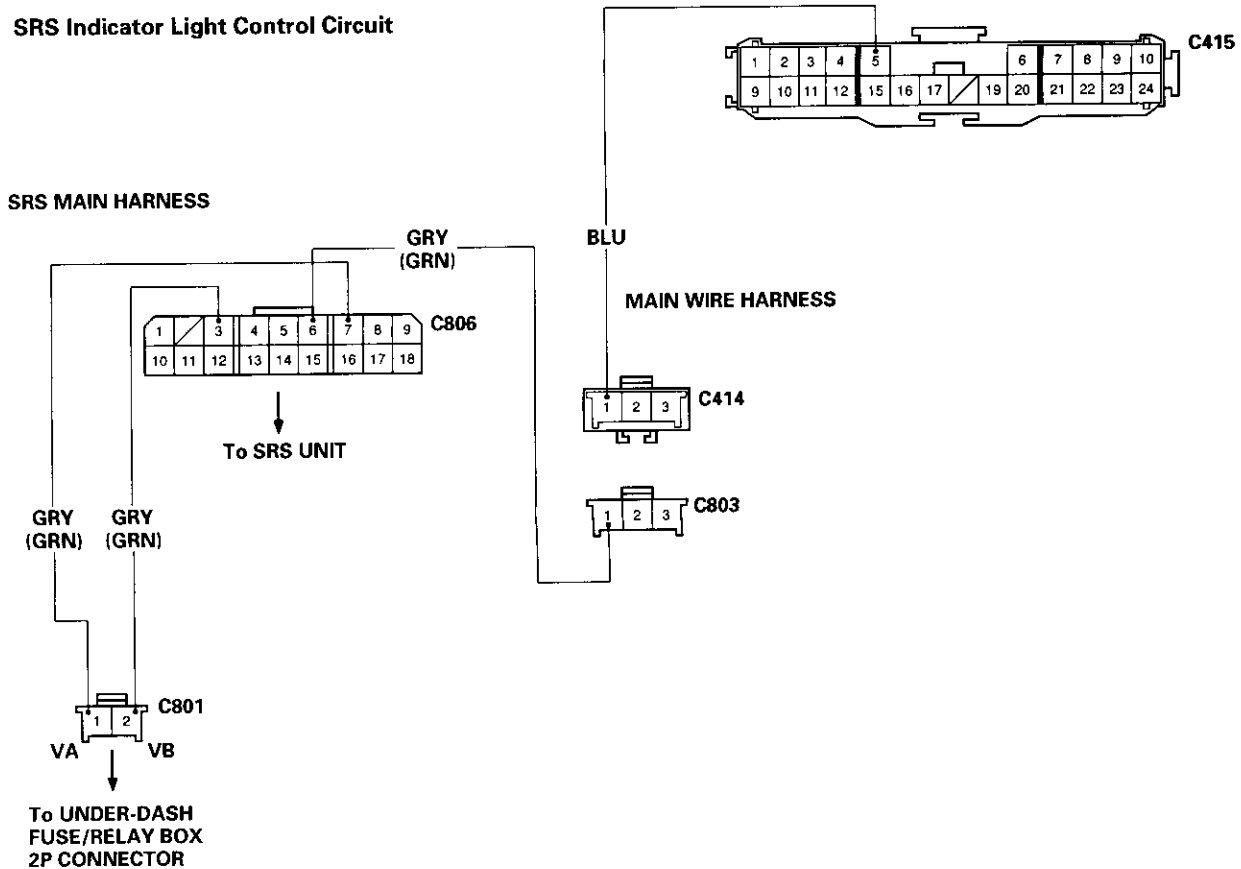 SRS Indicator Light Control Circuit
C415
1 2 3 4 5 6 7 8 9 10
9 10 11 12 15 16 17 19 20 21 22 23 24
SRS MAIN HARNESS
GRY
(GRN)
BLU
MAIN WIRE HARNESS
1 3 4 5 6 7 8 9
C806
10 11 12 13 14 15 16 17 18
To SRS UNIT
1 2 3
C414
1 2 3
C803
GRY
(GRN)
GRY
(GRN)
C801
1 2
VA
VB
To UNDER-DASH
FUSE/RELAY BOX
2P CONNECTOR